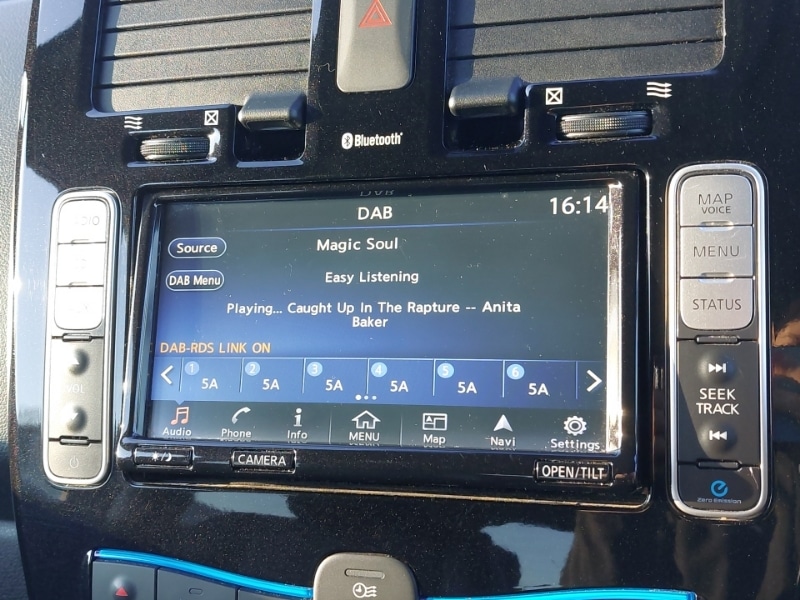 Bluetooth
DAB
16:14
Source
Magic Soul
DAB Menu
Easy Listening
Playing... Caught Up In The Rapture -- Anita
Baker
DAB-RDS LINK ON
1 2 3 4 5 6
5A 5A 5A 5A 5A 5A
Audio Phone Info MENU Map Navi Settings
CAMERA
OPEN/TILT
VOL
MAP
VOICE
MENU
STATUS
SEEK
TRACK
Zero Emission